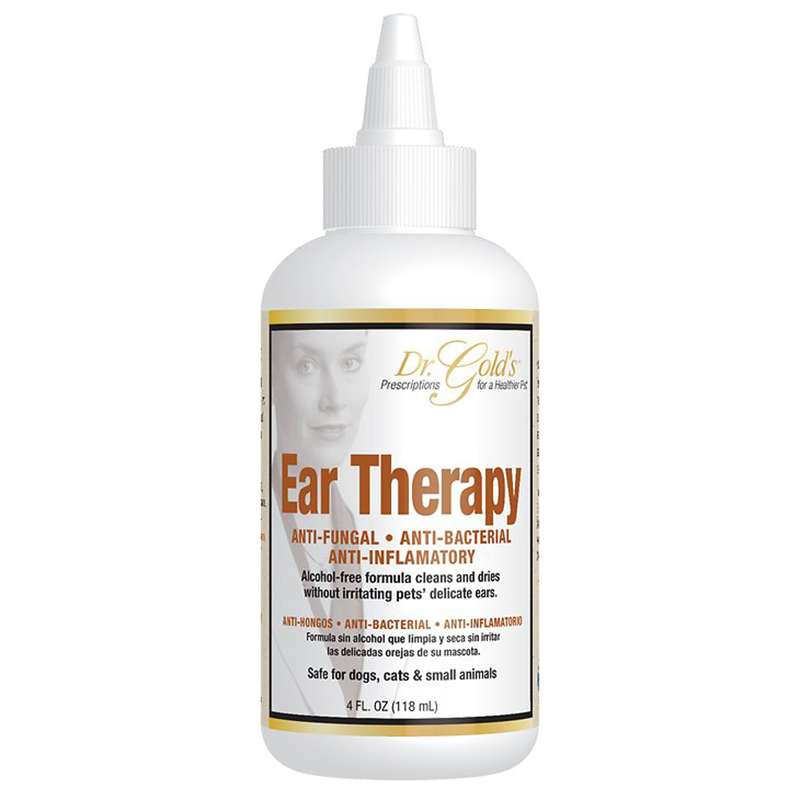 Dr. Gold's™
Prescriptions for a Healthier Pet
Ear Therapy
ANTI-FUNGAL • ANTI-BACTERIAL
ANTI-INFLAMATORY
Alcohol-free formula cleans and dries
without irritating pets' delicate ears.
ANTI-HONGOS • ANTI-BACTERIAL • ANTI-INFLAMATORIO
Formula sin alcohol que limpia y seca sin irritar
las delicadas orejas de su mascota.
Safe for dogs, cats & small animals
4 FL. OZ (118 mL)